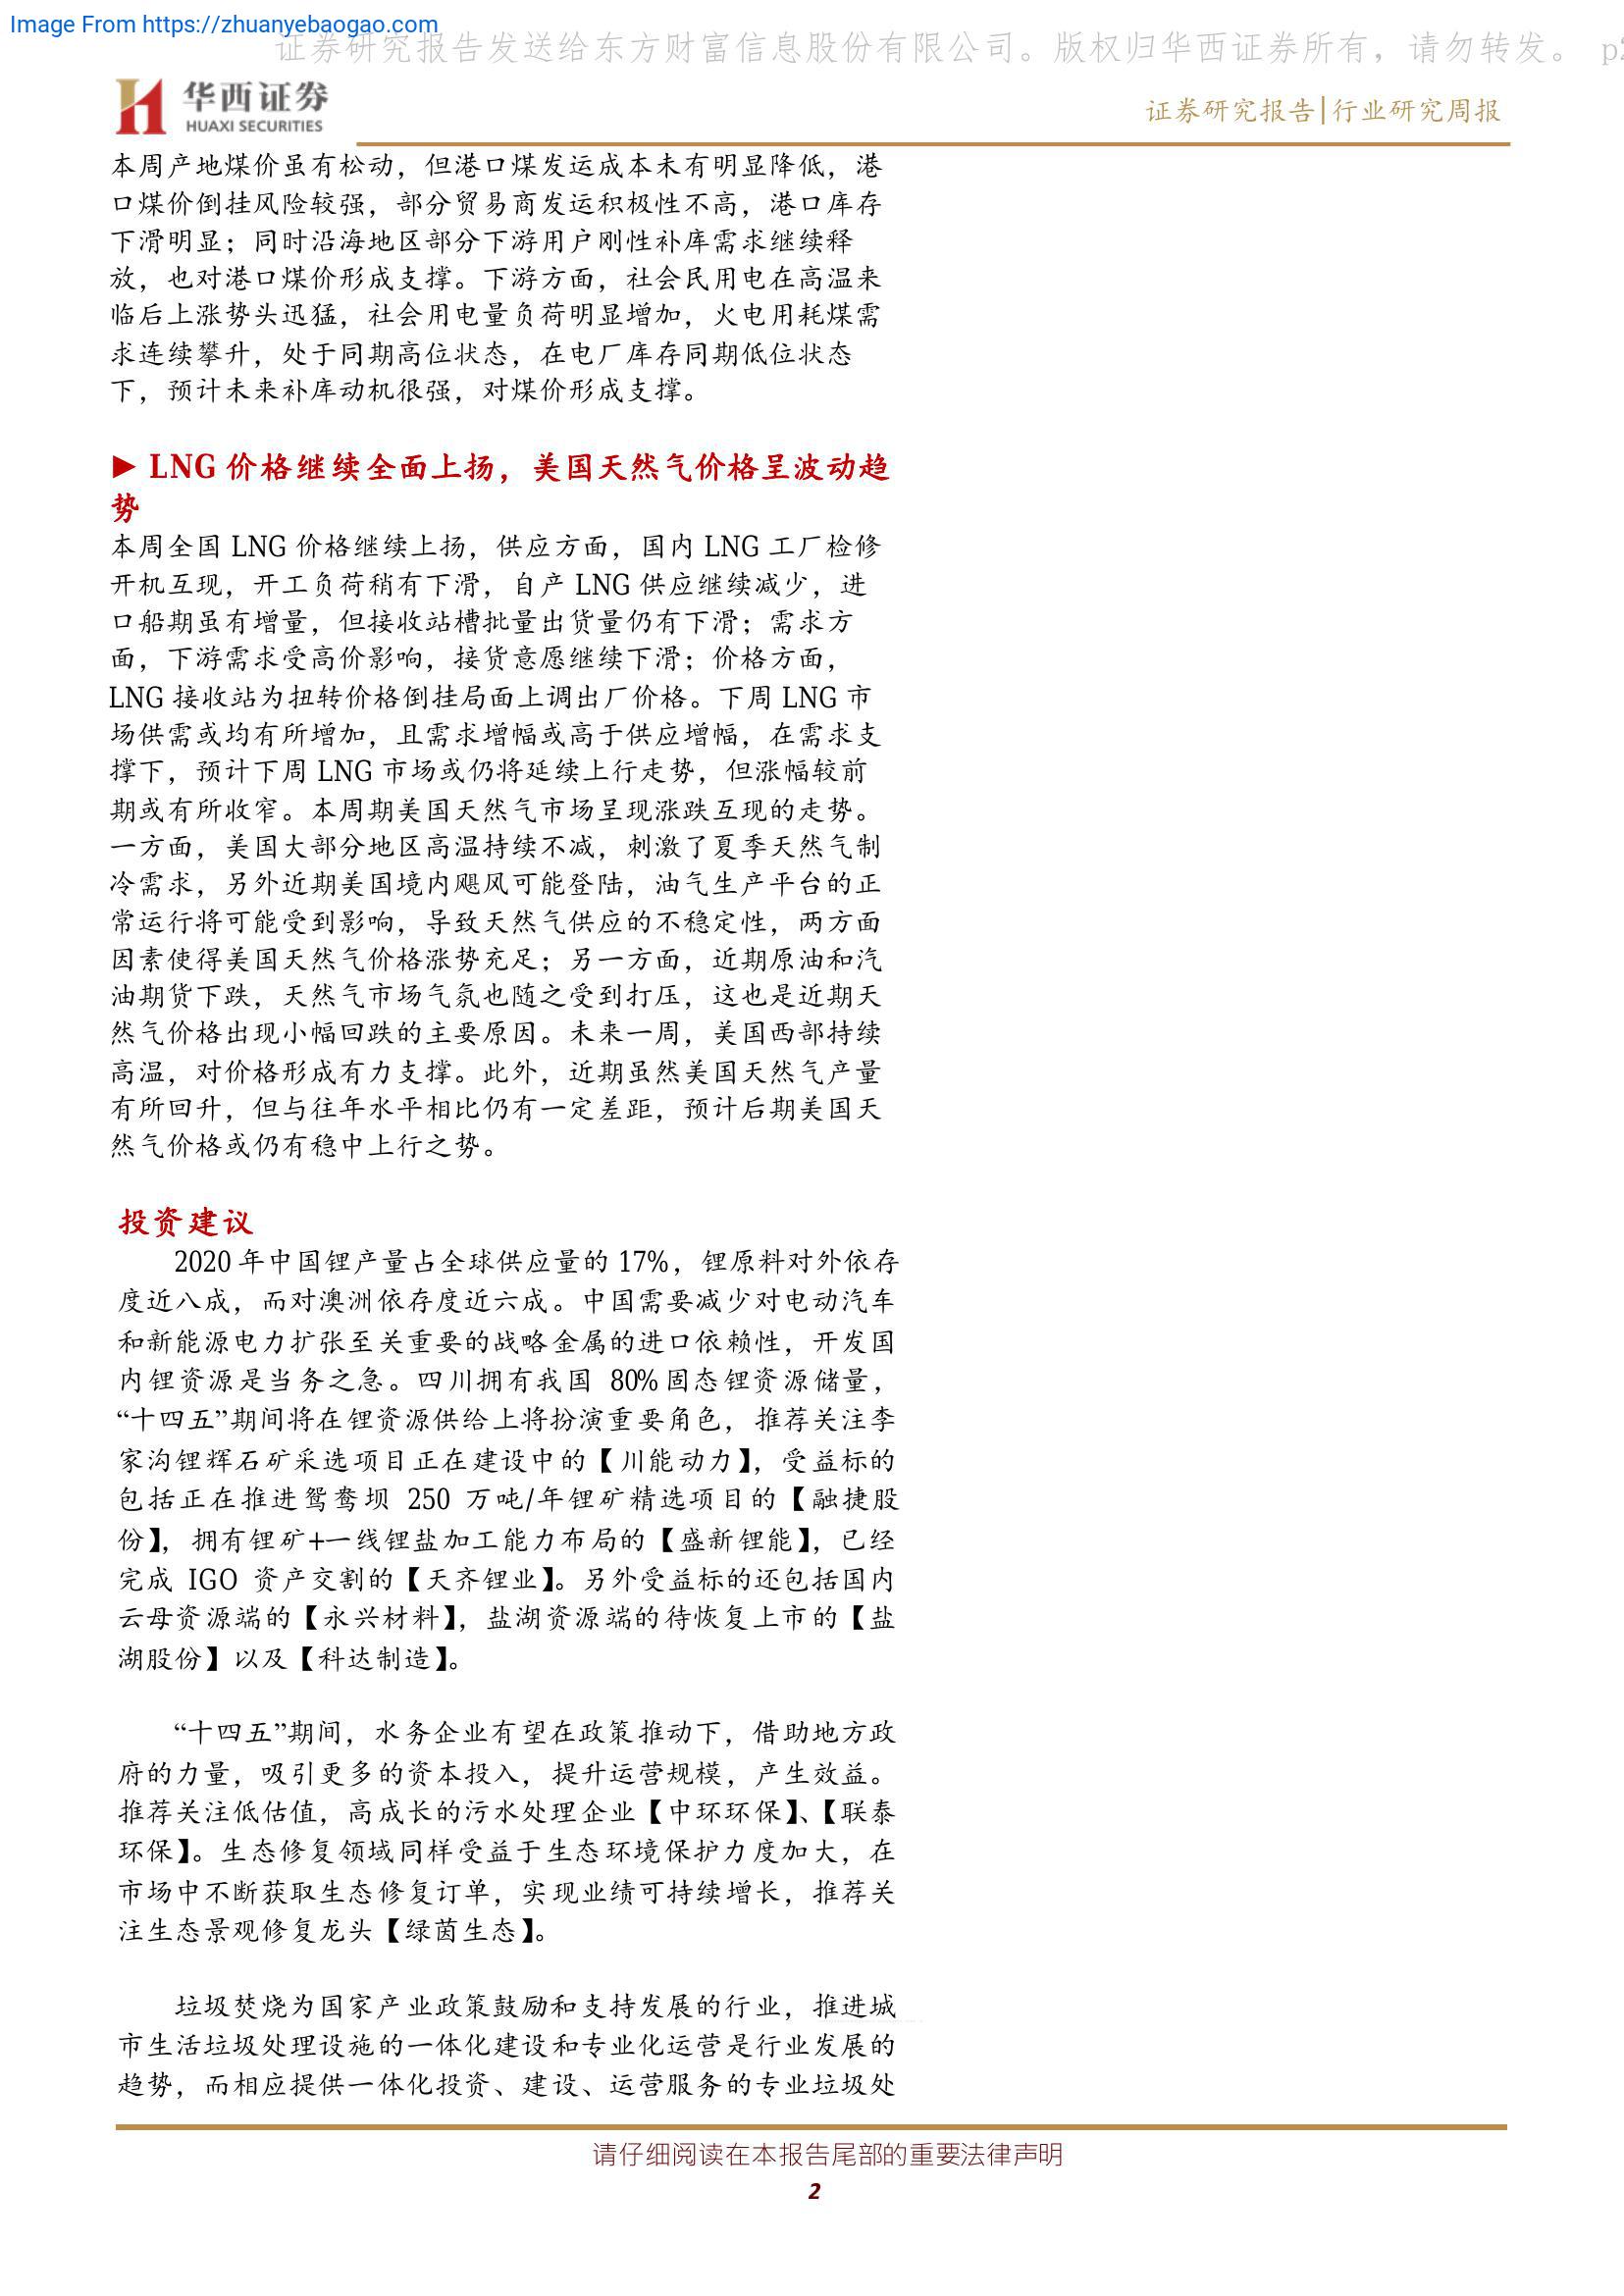 Image From https://zhuanyebaogao.com
证券研究报告发送给东方财富信息股份有限公司。版权归华西证券所有，请勿转发。 p2
华西证券
HUAXI SECURITIES
证券研究报告|行业研究周报
本周产地煤价虽有松动，但港口煤发运成本未有明显降低，港
口煤价倒挂风险较强，部分贸易商发运积极性不高，港口库存
下滑明显；同时沿海地区部分下游用户刚性补库需求继续释
放，也对港口煤价形成支撑。下游方面，社会民用电在高温来
临后上涨势头迅猛，社会用电量负荷明显增加，火电用耗煤需
求连续攀升，处于同期高位状态，在电厂库存同期低位状态
下，预计未来补库动机很强，对煤价形成支撑。
► LNG 价格继续全面上扬，美国天然气价格呈波动趋
势
本周全国 LNG 价格继续上扬，供应方面，国内 LNG 工厂检修
开机互现，开工负荷稍有下滑，自产 LNG 供应继续减少，进
口船期虽有增量，但接收站槽批量出货量仍有下滑；需求方
面，下游需求受高价影响，接货意愿继续下滑；价格方面，
LNG 接收站为扭转价格倒挂局面上调出厂价格。下周 LNG 市
场供需或均有所增加，且需求增幅或高于供应增幅，在需求支
撑下，预计下周 LNG 市场或仍将延续上行走势，但涨幅较前
期或有所收窄。本周期美国天然气市场呈现涨跌互现的走势。
一方面，美国大部分地区高温持续不减，刺激了夏季天然气制
冷需求，另外近期美国境内飓风可能登陆，油气生产平台的正
常运行将可能受到影响，导致天然气供应的不稳定性，两方面
因素使得美国天然气价格涨势充足；另一方面，近期原油和汽
油期货下跌，天然气市场气氛也随之受到打压，这也是近期天
然气价格出现小幅回跌的主要原因。未来一周，美国西部持续
高温，对价格形成有力支撑。此外，近期虽然美国天然气产量
有所回升，但与往年水平相比仍有一定差距，预计后期美国天
然气价格或仍有稳中上行之势。
投资建议
2020 年中国锂产量占全球供应量的 17%，锂原料对外依存
度近八成，而对澳洲依存度近六成。中国需要减少对电动汽车
和新能源电力扩张至关重要的战略金属的进口依赖性，开发国
内锂资源是当务之急。四川拥有我国 80%固态锂资源储量，
“十四五”期间将在锂资源供给上将扮演重要角色，推荐关注李
家沟锂辉石矿采选项目正在建设中的【川能动力】，受益标的
包括正在推进鸳鸯坝 250 万吨/年锂矿精选项目的【融捷股
份】，拥有锂矿+一线锂盐加工能力布局的【盛新锂能】，已经
完成 IGO 资产交割的【天齐锂业】。另外受益标的还包括国内
云母资源端的【永兴材料】，盐湖资源端的待恢复上市的【盐
湖股份】以及【科达制造】。
“十四五”期间，水务企业有望在政策推动下，借助地方政
府的力量，吸引更多的资本投入，提升运营规模，产生效益。
推荐关注低估值，高成长的污水处理企业【中环环保】、【联泰
环保】。生态修复领域同样受益于生态环境保护力度加大，在
市场中不断获取生态修复订单，实现业绩可持续增长，推荐关
注生态景观修复龙头【绿茵生态】。
垃圾焚烧为国家产业政策鼓励和支持发展的行业，推进城
市生活垃圾处理设施的一体化建设和专业化运营是行业发展的
趋势，而相应提供一体化投资、建设、运营服务的专业垃圾处
请仔细阅读在本报告尾部的重要法律声明
2